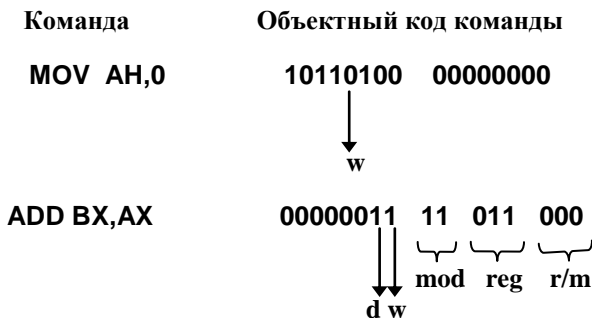 Команда Объектный код команды
MOV AH,0 10110100 00000000
w
ADD BX,AX 00000011 11 011 000
mod reg r/m
d w